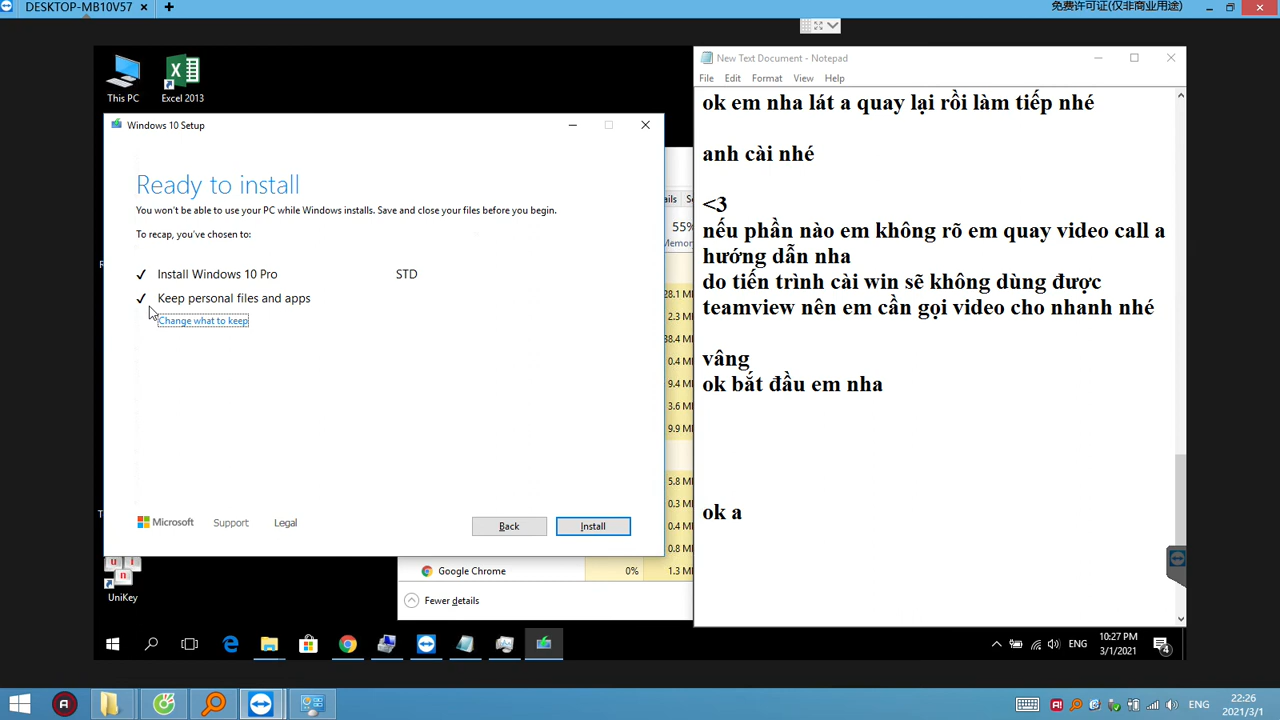 DESKTOP-MB10V57
免费许可证(仅非商业用途)
This PC
Excel 2013
Windows 10 Setup
Ready to install
You won't be able to use your PC while Windows installs. Save and close your files before you begin.
To recap, you've chosen to:
Install Windows 10 Pro
STD
Keep personal files and apps
Change what to keep
Microsoft
Support
Legal
Back
Install
55%
Google Chrome
0%
1.3 M
Fewer details
UniKey
New Text Document - Notepad
File Edit Format View Help
ok em nha lát a quay lại rồi làm tiếp nhé
anh cài nhé
<3
nếu phần nào em không rõ em quay video call a
hướng dẫn nha
do tiến trình cài win sẽ không dùng được
teamview nên em cần gọi video cho nhanh nhé
vâng
ok bắt đầu em nha
ok a
ENG
10:27 PM
3/1/2021
4
ENG
22:26
2021/3/1